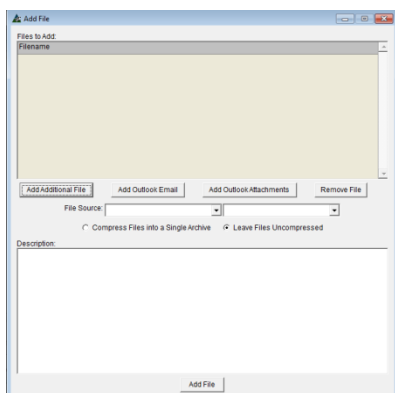 Add File
Files to Add:
Filename
Add Additional File Add Outlook Email Add Outlook Attachments Remove File
File Source:
Compress Files into a Single Archive Leave Files Uncompressed
Description:
Add File